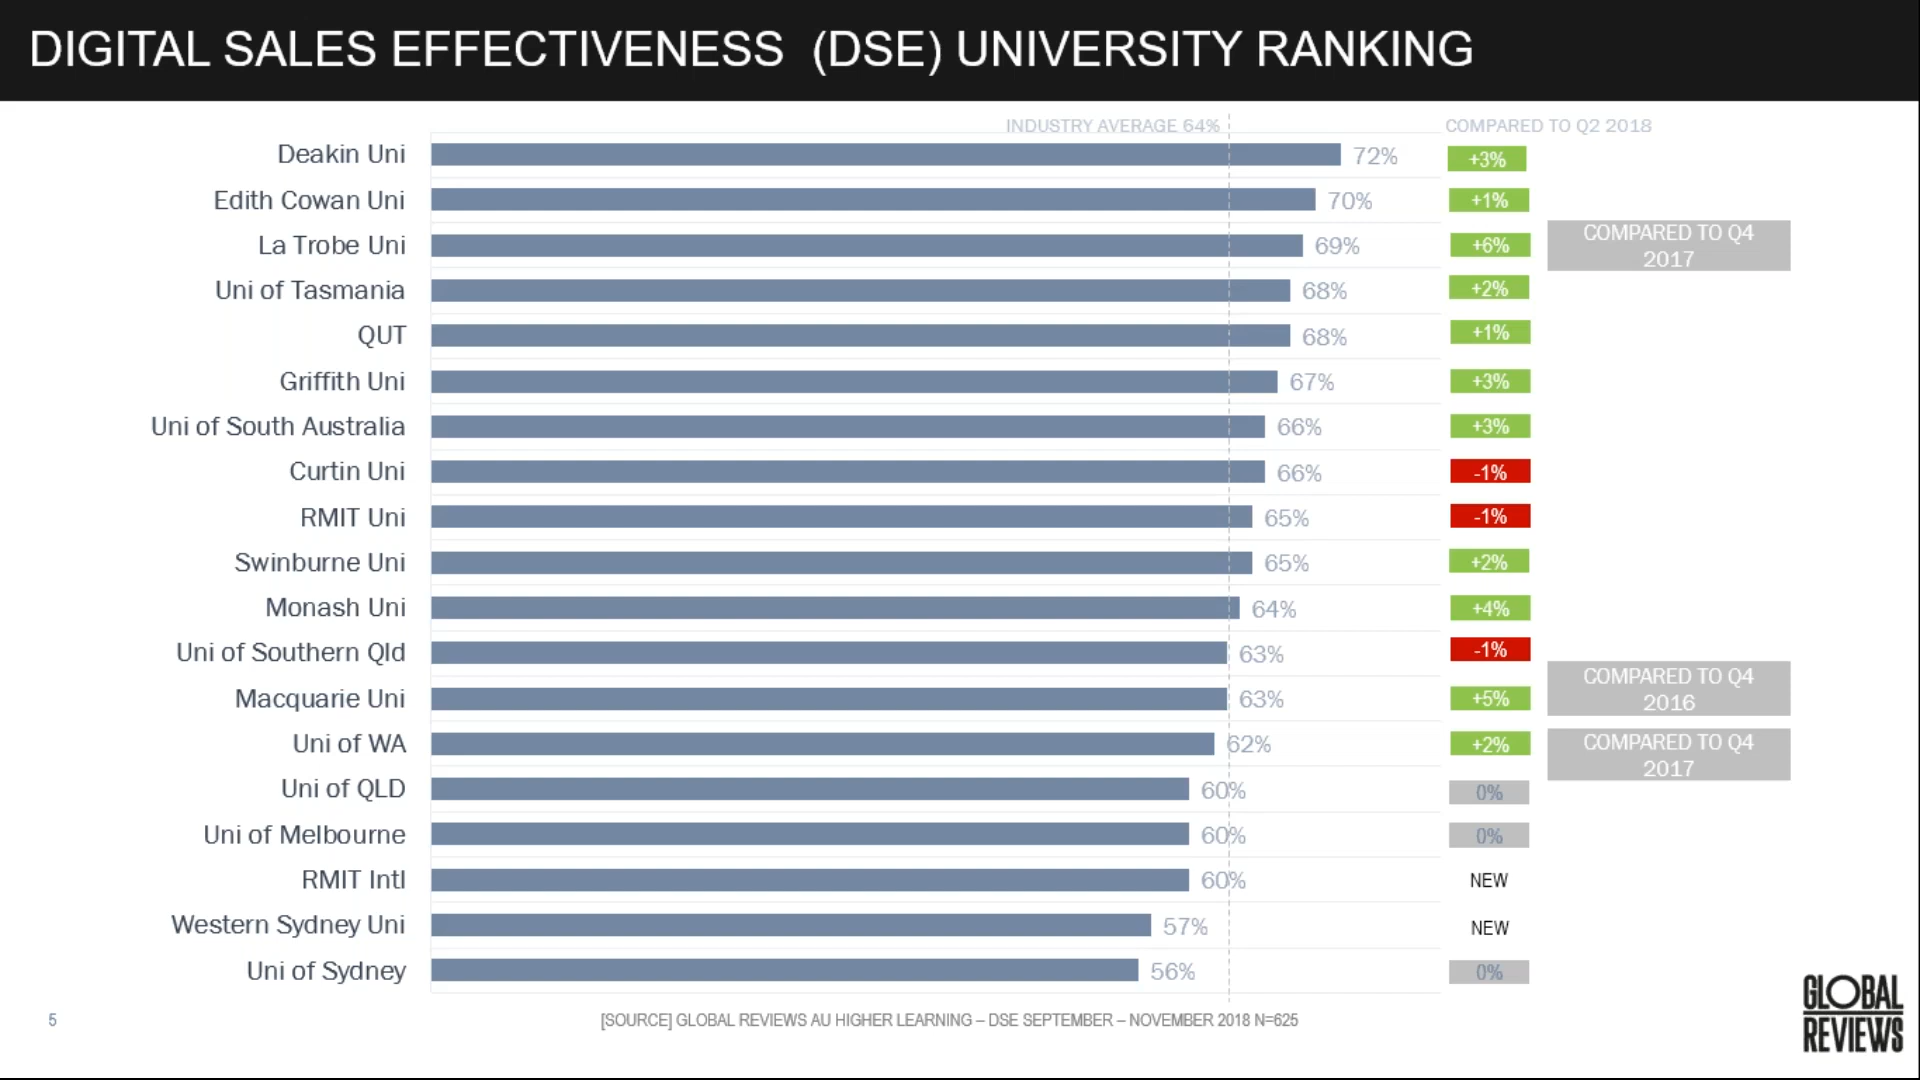 DIGITAL SALES EFFECTIVENESS (DSE) UNIVERSITY RANKING
INDUSTRY AVERAGE 64% COMPARED TO Q2 2018
Deakin Uni 72% +3%
Edith Cowan Uni 70% +1%
La Trobe Uni 69% +6% COMPARED TO Q4
2017
Uni of Tasmania 68% +2%
QUT 68% +1%
Griffith Uni 67% +3%
Uni of South Australia 66% +3%
Curtin Uni 66% -1%
RMIT Uni 65% -1%
Swinburne Uni 65% +2%
Monash Uni 64% +4%
Uni of Southern Qld 63% -1%
Macquarie Uni 63% +5% COMPARED TO Q4
2016
Uni of WA 62% +2% COMPARED TO Q4
2017
Uni of QLD 60% 0%
Uni of Melbourne 60% 0%
RMIT Intl 60% NEW
Western Sydney Uni 57% NEW
Uni of Sydney 56% 0%
5 [SOURCE] GLOBAL REVIEWS AU HIGHER LEARNING – DSE SEPTEMBER – NOVEMBER 2018 N=625
GLOBAL
REVIEWS